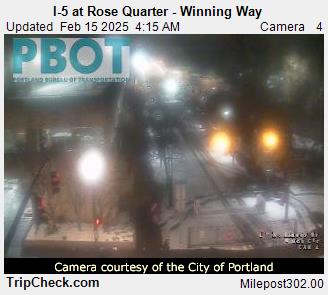 I-5 at Rose Quarter - Winning Way
Updated Feb 15 2025 4:15 AM Camera 4
PBOT
PORTLAND BUREAU OF TRANSPORTATION
Camera courtesy of the City of Portland
TripCheck.com Milepost302.00